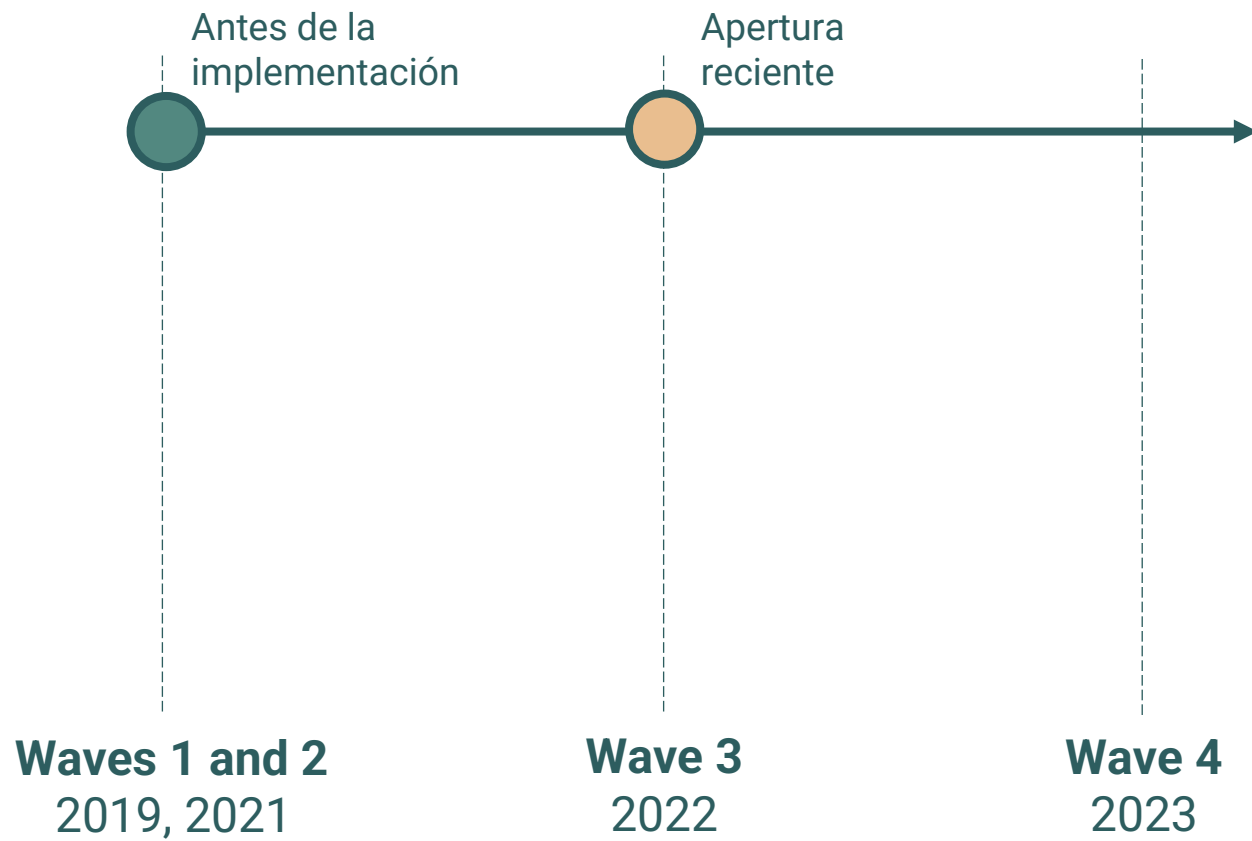 Antes de la
implementación
Apertura
reciente
Waves 1 and 2
2019, 2021
Wave 3
2022
Wave 4
2023